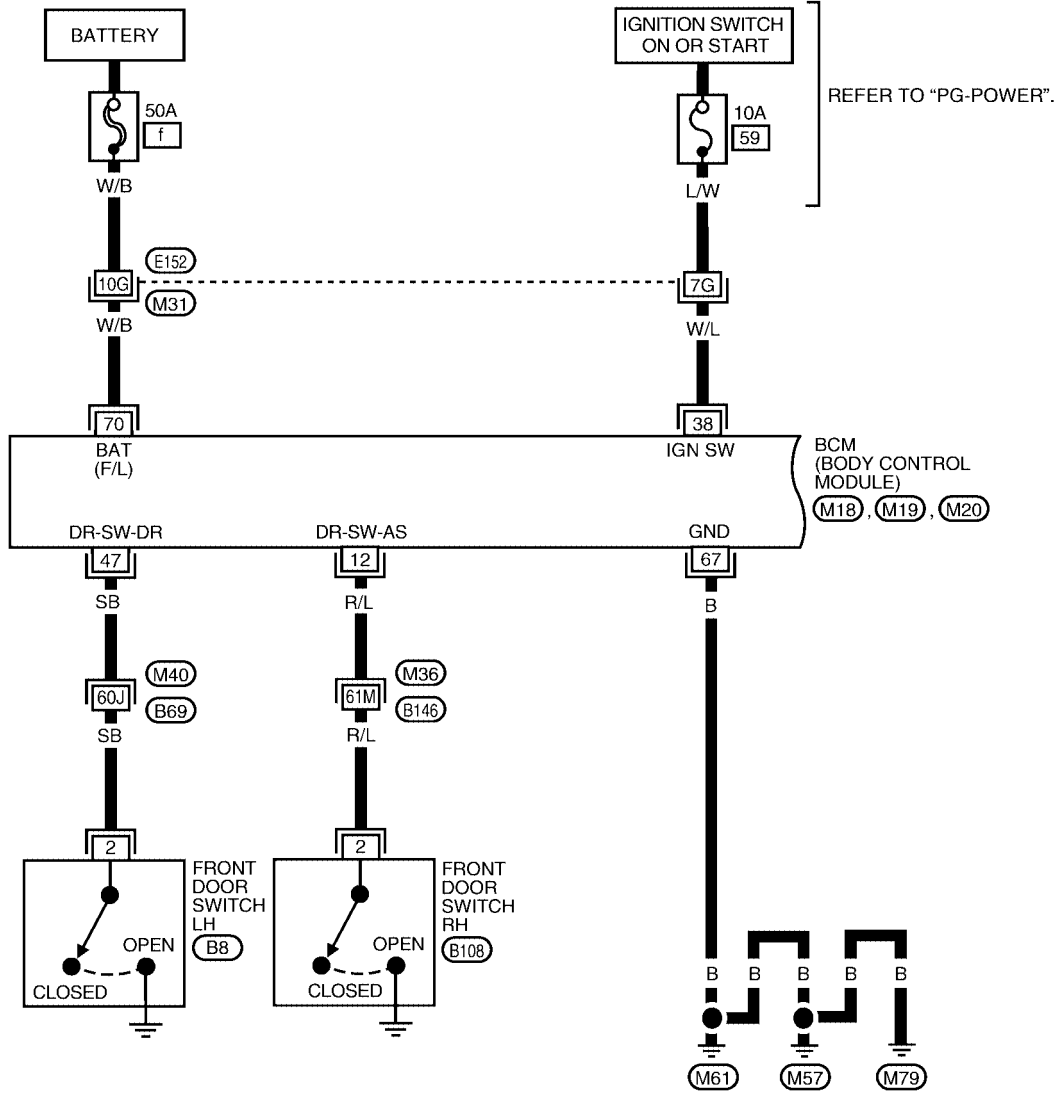 BATTERY
IGNITION SWITCH
ON OR START
REFER TO “PG-POWER”.
50A
f
10A
59
W/B
L/W
E152
10G
7G
M31
W/B
W/L
70
38
BAT
(F/L)
IGN SW
BCM
(BODY CONTROL
MODULE)
M18 , M19 , M20
DR-SW-DR
DR-SW-AS
GND
47
12
67
SB
R/L
B
M40
M36
60J
61M
B69
B146
SB
R/L
2
2
FRONT
DOOR
SWITCH
LH
B8
OPEN
CLOSED
FRONT
DOOR
SWITCH
RH
B108
OPEN
CLOSED
B B B B B
M61 M57 M79